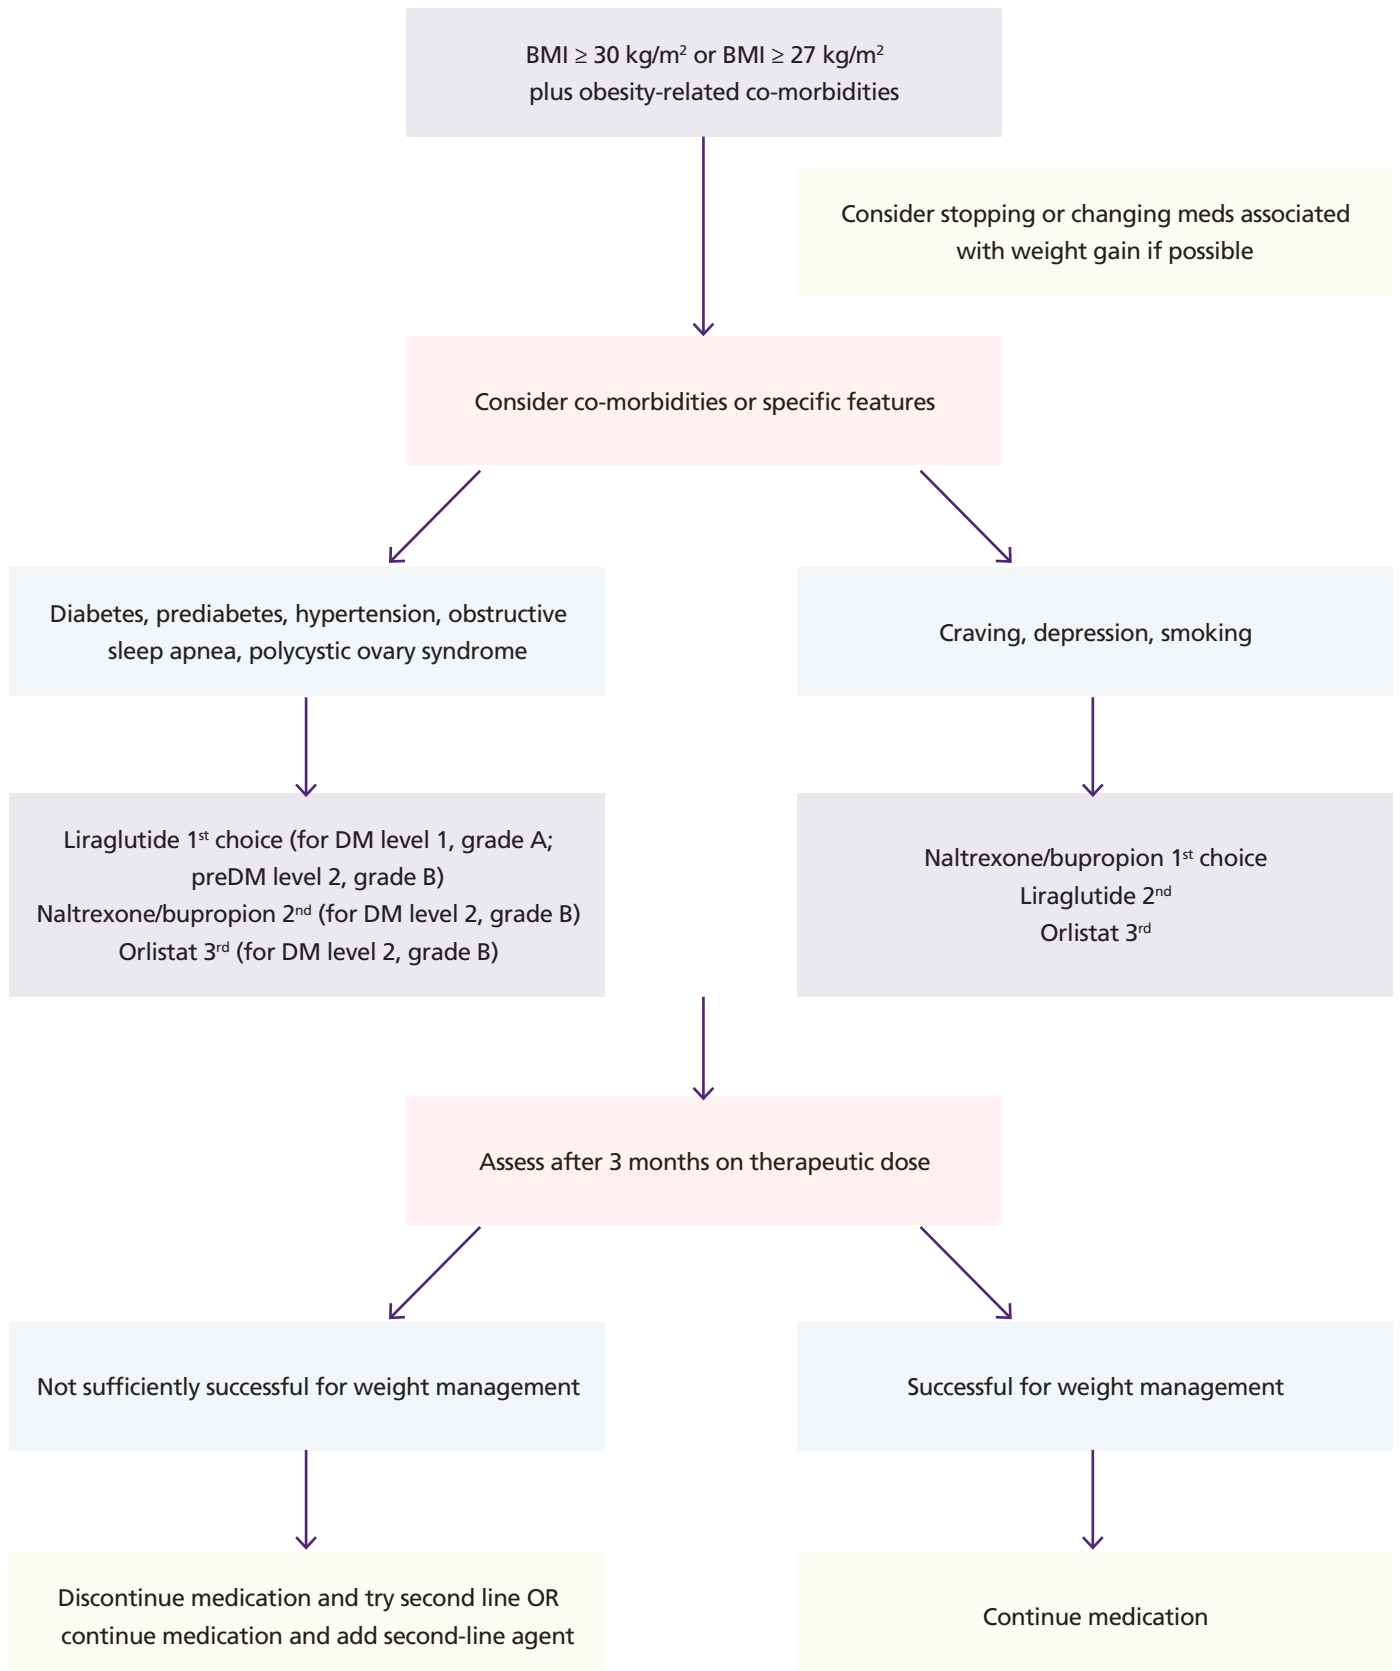 BMI ≥ 30 kg/m² or BMI ≥ 27 kg/m²
plus obesity-related co-morbidities
Consider stopping or changing meds associated
with weight gain if possible
Consider co-morbidities or specific features
Diabetes, prediabetes, hypertension, obstructive
sleep apnea, polycystic ovary syndrome
Craving, depression, smoking
Liraglutide 1st choice (for DM level 1, grade A;
preDM level 2, grade B)
Naltrexone/bupropion 2nd (for DM level 2, grade B)
Orlistat 3rd (for DM level 2, grade B)
Naltrexone/bupropion 1st choice
Liraglutide 2nd
Orlistat 3rd
Assess after 3 months on therapeutic dose
Not sufficiently successful for weight management
Successful for weight management
Discontinue medication and try second line OR
continue medication and add second-line agent
Continue medication